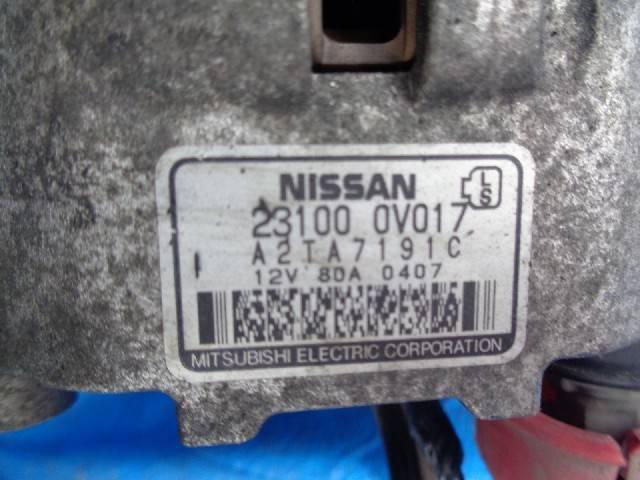 NISSAN
L
S
23100 0V017
A2TA7191C
12V 80A 0407
MITSUBISHI ELECTRIC CORPORATION